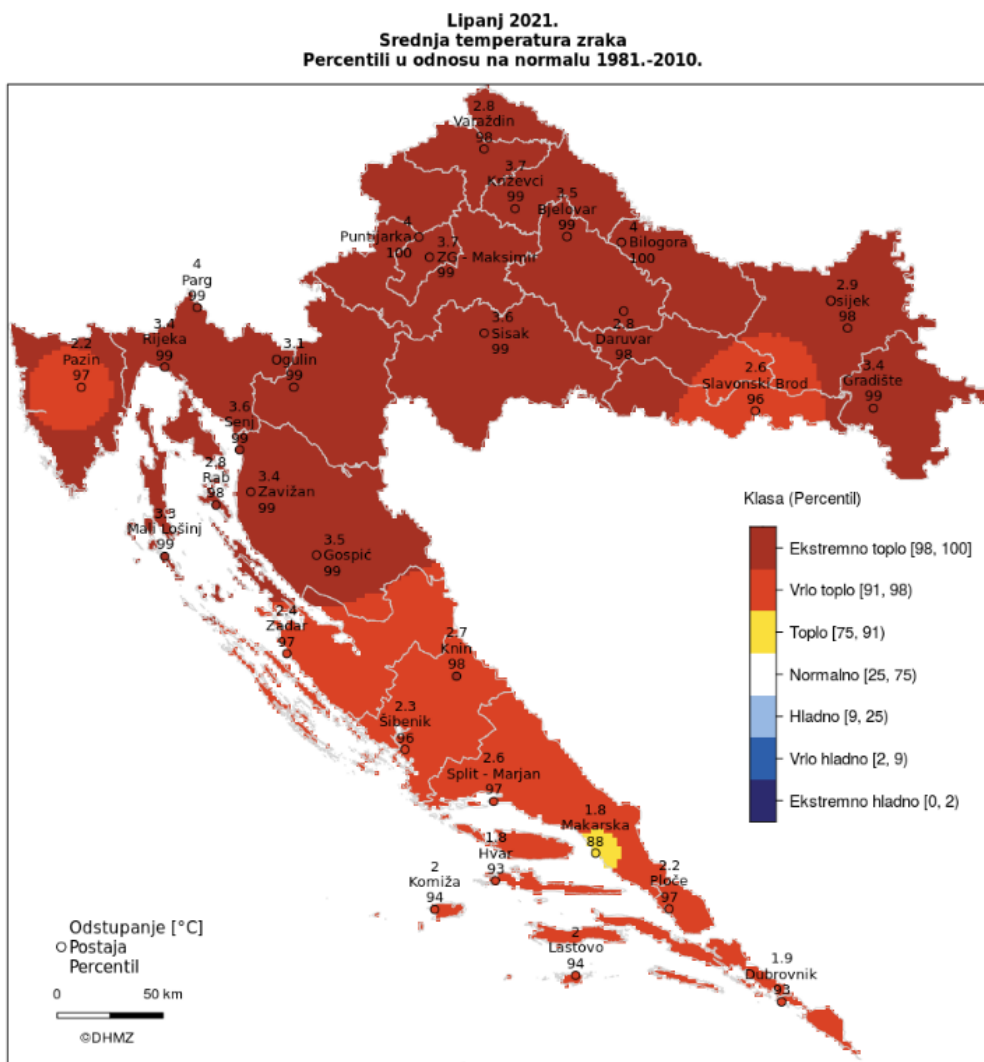 Lipanj 2021.
Srednja temperatura zraka
Percentili u odnosu na normalu 1981.-2010.
2.8
Varaždin
98
3.7
Križevci
99
3.5
Bjelovar
99
4
Puntijarka
100
3.7
ZG - Maksimir
99
4
Bilogora
100
4
Parg
99
2.9
Osijek
98
3.4
Rijeka
99
3.6
Sisak
99
2.8
Daruvar
98
2.2
Pazin
97
3.1
Ogulin
99
2.6
Slavonski Brod
96
3.4
Gradište
99
3.6
Senj
99
2.8
Rab
98
3.4
Zavižan
99
3.3
Mali Lošinj
99
3.5
Gospić
99
2.4
Zadar
97
2.7
Knin
98
2.3
Šibenik
96
2.6
Split - Marjan
97
1.8
Makarska
88
1.8
Hvar
93
2
Komiža
94
2.2
Ploče
97
2
Lastovo
94
1.9
Dubrovnik
93
Klasa (Percentil)
Ekstremno toplo [98, 100]
Vrlo toplo [91, 98)
Toplo [75, 91)
Normalno [25, 75)
Hladno [9, 25)
Vrlo hladno [2, 9)
Ekstremno hladno [0, 2)
Odstupanje [°C]
Postaja
Percentil
0 50 km
©DHMZ